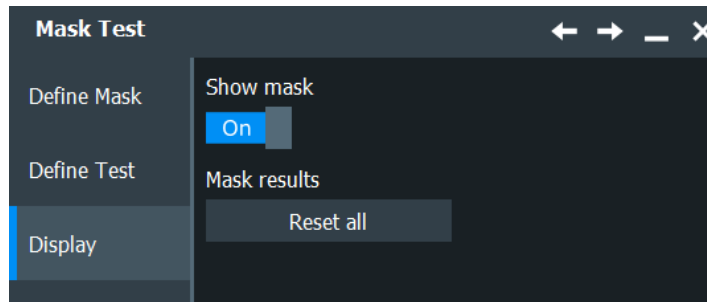 Mask Test
Define Mask
Define Test
Display
Show mask
On
Mask results
Reset all